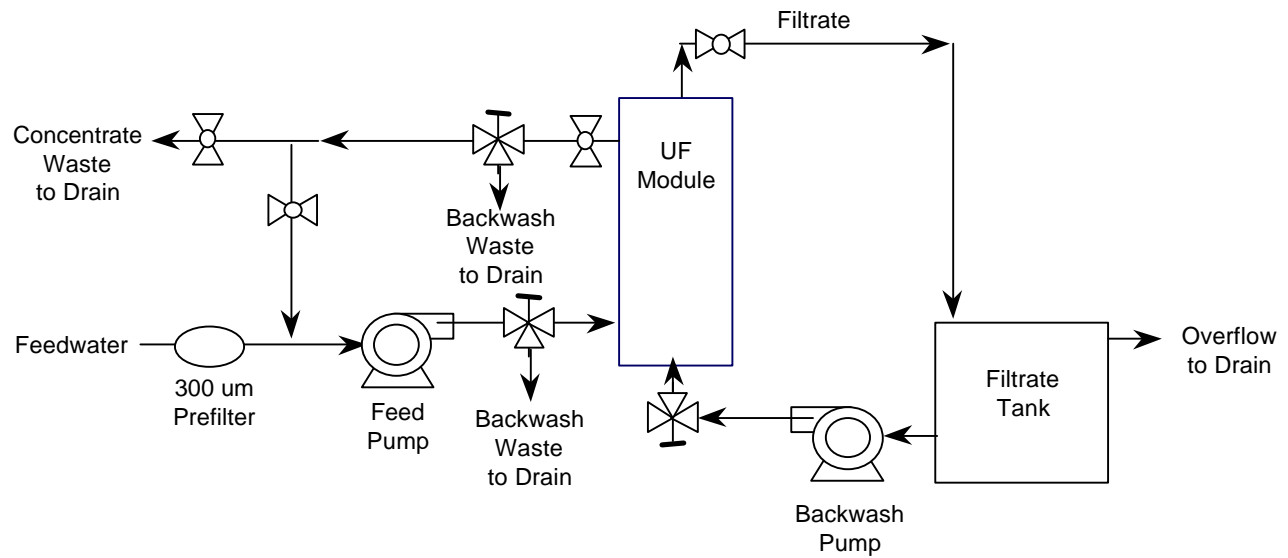 Filtrate
Concentrate
Waste
to Drain
UF
Module
Backwash
Waste
to Drain
Feedwater
300 um
Prefilter
Feed
Pump
Backwash
Waste
to Drain
Filtrate
Tank
Overflow
to Drain
Backwash
Pump